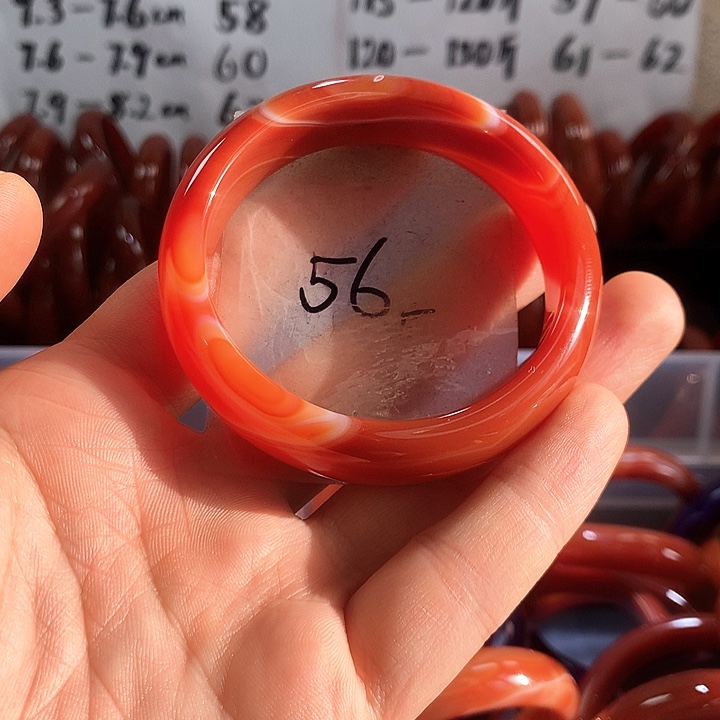 7.3-7.6cm 58
7.6-7.9cm 60
7.9-8.2cm
120-130斤 61-62
56